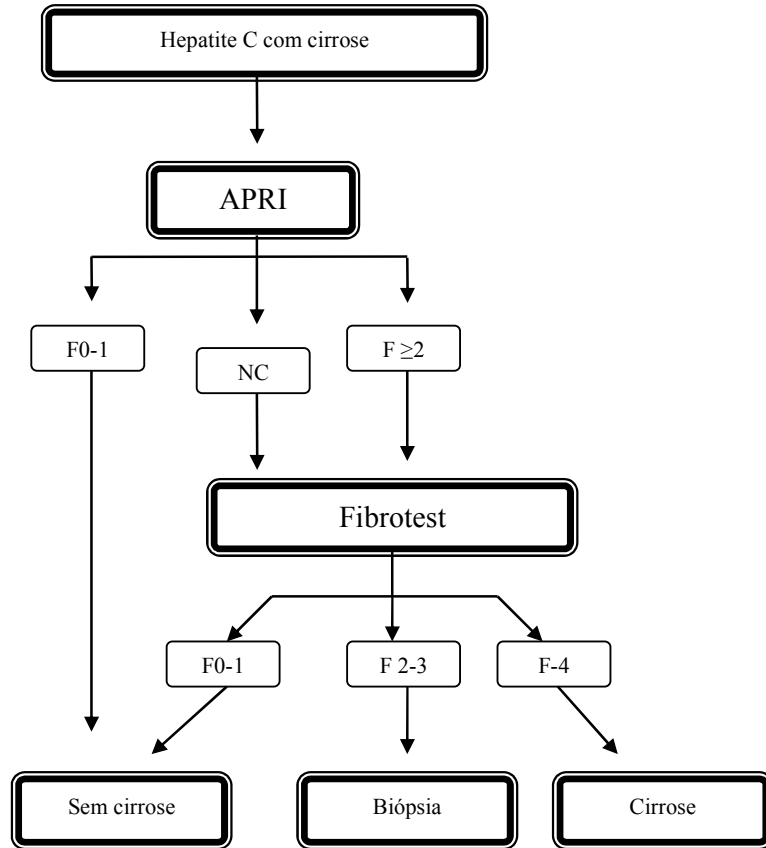 Hepatite C com cirrose
APRI
F0-1
NC
F ≥2
Fibrotest
F0-1
F 2-3
F-4
Sem cirrose
Biópsia
Cirrose